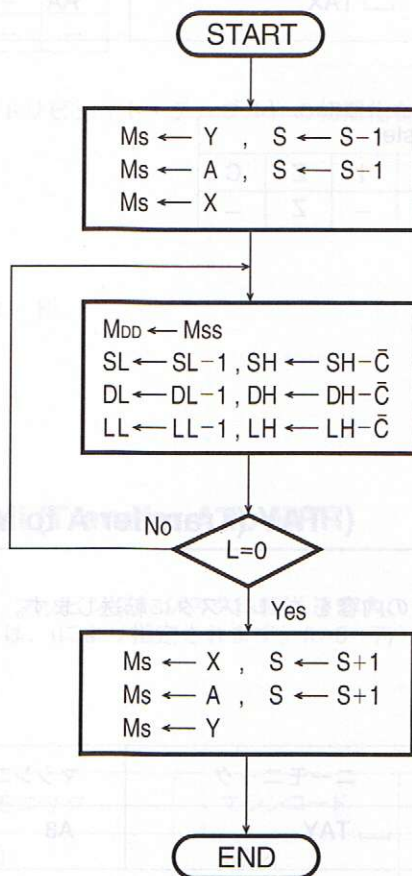 START
Ms ← Y , S ← S-1
Ms ← A , S ← S-1
Ms ← X
MDD ← MSS
SL ← SL-1 , SH ← SH-C̄
DL ← DL-1 , DH ← DH-C̄
LL ← LL-1 , LH ← LH-C̄
No
L=0
Yes
Ms ← X , S ← S+1
Ms ← A , S ← S+1
Ms ← Y
END